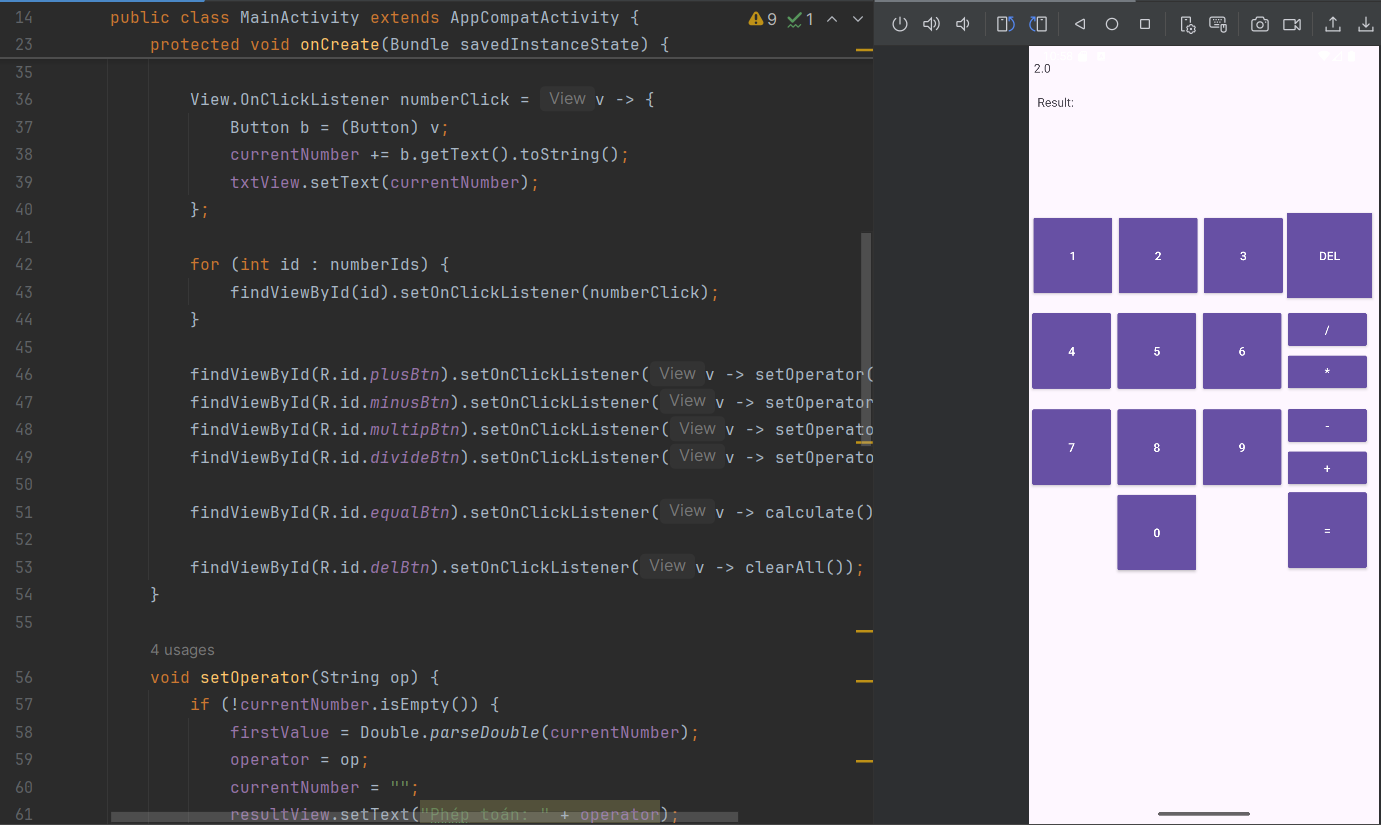 14 public class MainActivity extends AppCompatActivity { 9 1
23 protected void onCreate(Bundle savedInstanceState) {
35
36 View.OnClickListener numberClick = View v -> {
37 Button b = (Button) v;
38 currentNumber += b.getText().toString();
39 txtView.setText(currentNumber);
40 };
41
42 for (int id : numberIds) {
43 findViewById(id).setOnClickListener(numberClick);
44 }
45
46 findViewById(R.id.plusBtn).setOnClickListener( View v -> setOperator(
47 findViewById(R.id.minusBtn).setOnClickListener( View v -> setOperator
48 findViewById(R.id.multipBtn).setOnClickListener( View v -> setOperato
49 findViewById(R.id.divideBtn).setOnClickListener( View v -> setOperato
50
51 findViewById(R.id.equalBtn).setOnClickListener( View v -> calculate()
52
53 findViewById(R.id.delBtn).setOnClickListener( View v -> clearAll());
54 }
55
4 usages
56 void setOperator(String op) {
57 if (!currentNumber.isEmpty()) {
58 firstValue = Double.parseDouble(currentNumber);
59 operator = op;
60 currentNumber = "";
61 resultView.setText("Phép toán: " + operator);
2.0
Result:
1 2 3 DEL
4 5 6 /
*
7 8 9 -
+
0 =